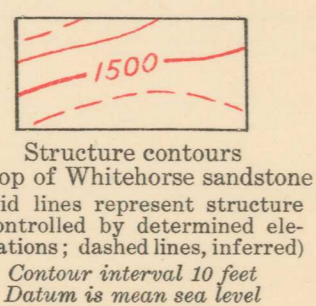 1500
Structure contours
op of Whitehorse sandstone
id lines represent structure
ontrolled by determined ele-
ations; dashed lines, inferred)
Contour interval 10 feet
Datum is mean sea level